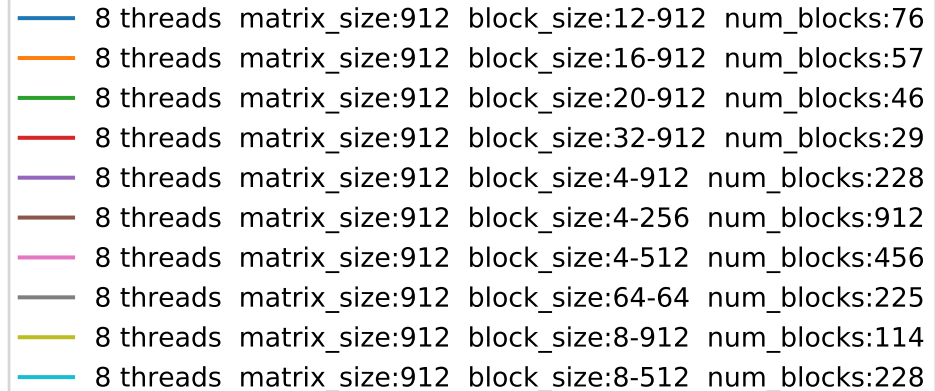 8 threads matrix_size:912 block_size:12-912 num_blocks:76
8 threads matrix_size:912 block_size:16-912 num_blocks:57
8 threads matrix_size:912 block_size:20-912 num_blocks:46
8 threads matrix_size:912 block_size:32-912 num_blocks:29
8 threads matrix_size:912 block_size:4-912 num_blocks:228
8 threads matrix_size:912 block_size:4-256 num_blocks:912
8 threads matrix_size:912 block_size:4-512 num_blocks:456
8 threads matrix_size:912 block_size:64-64 num_blocks:225
8 threads matrix_size:912 block_size:8-912 num_blocks:114
8 threads matrix_size:912 block_size:8-512 num_blocks:228